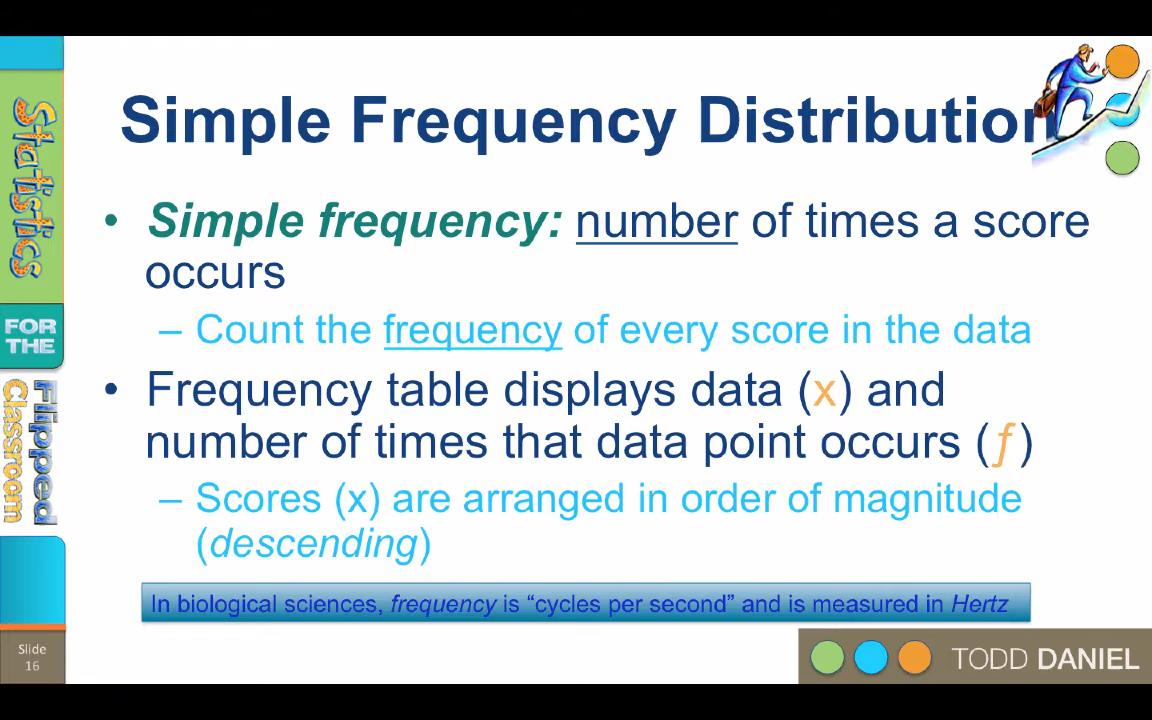 Simple Frequency Distribution
• Simple frequency: number of times a score
occurs
– Count the frequency of every score in the data
• Frequency table displays data (x) and
number of times that data point occurs (ƒ)
– Scores (x) are arranged in order of magnitude
(descending)
In biological sciences, frequency is “cycles per second” and is measured in Hertz
Statistics
FOR
THE
Flipped
Classroom
Slide
16
TODD DANIEL